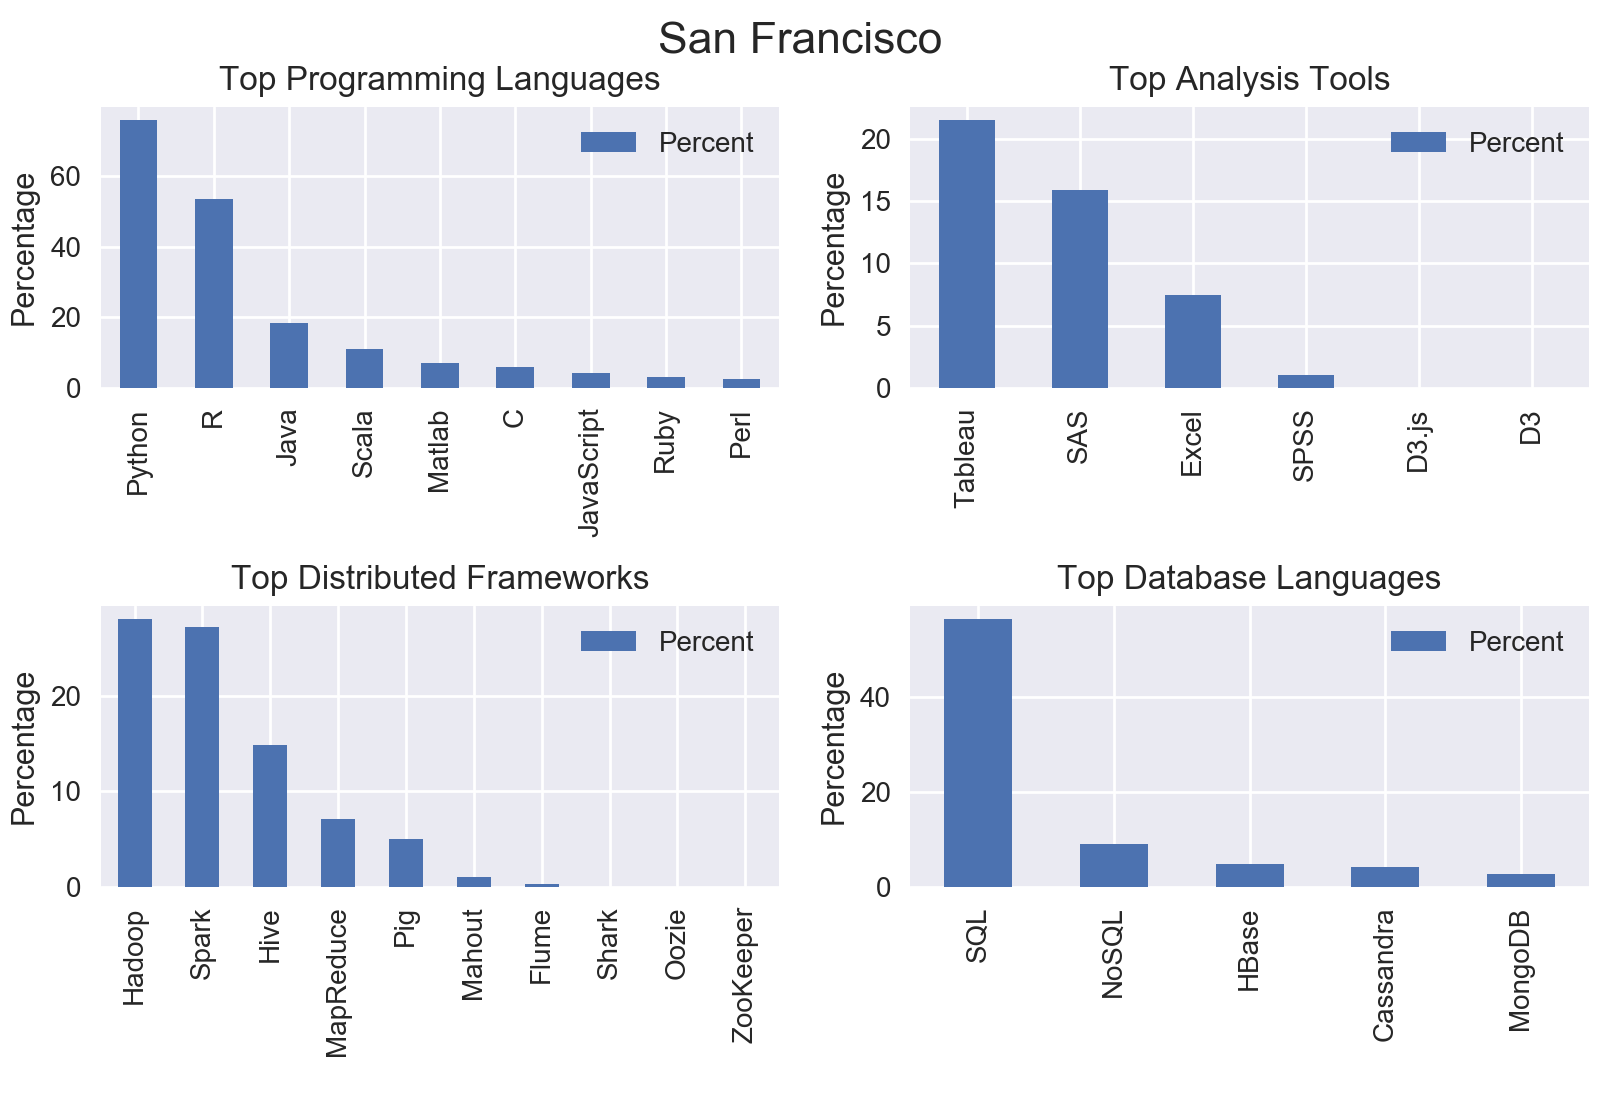 San Francisco
Top Programming Languages
Percent
Percentage
60
40
20
0
Python
R
Java
Scala
Matlab
C
JavaScript
Ruby
Perl
Top Analysis Tools
Percent
Percentage
20
15
10
5
0
Tableau
SAS
Excel
SPSS
D3.js
D3
Top Distributed Frameworks
Percent
Percentage
20
10
0
Hadoop
Spark
Hive
MapReduce
Pig
Mahout
Flume
Shark
Oozie
ZooKeeper
Top Database Languages
Percent
Percentage
40
20
0
SQL
NoSQL
HBase
Cassandra
MongoDB